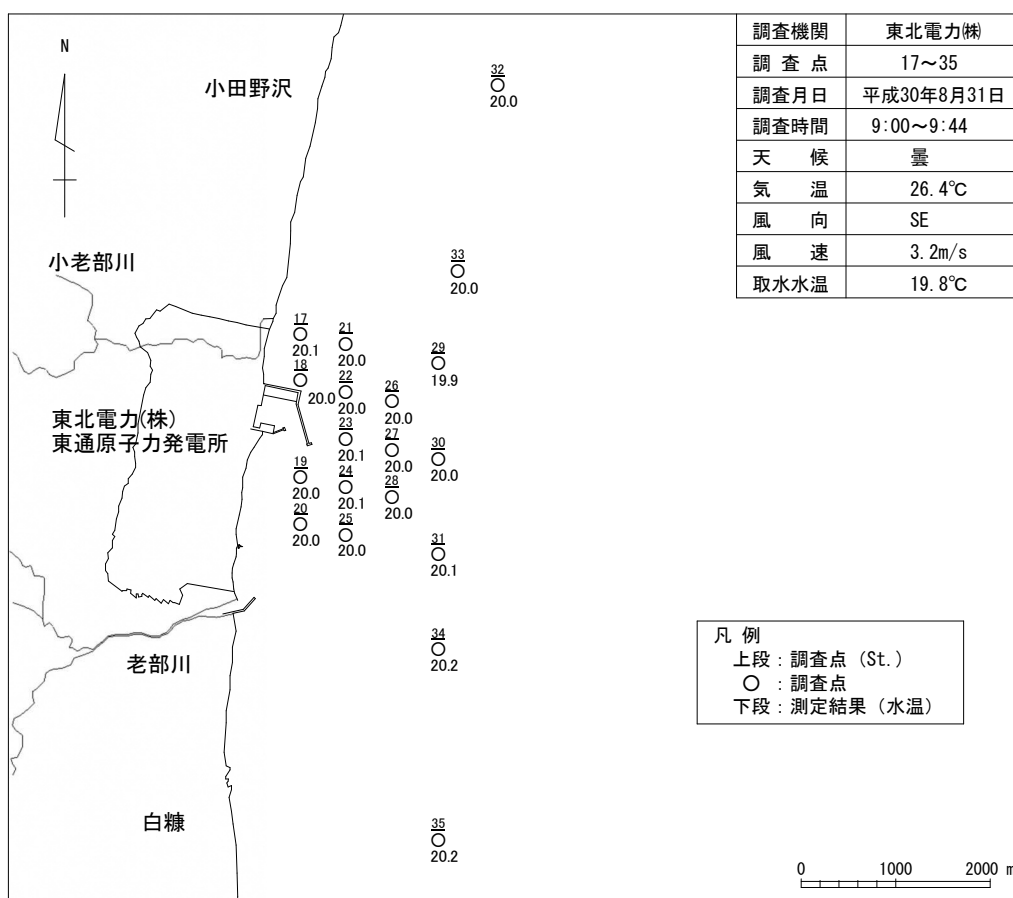 N
小田野沢
小老部川
東北電力(株)
東通原子力発電所
老部川
白糠
32
20.0
33
20.0
17
20.1
21
20.0
18
20.0
22
20.0
29
19.9
26
20.0
23
20.1
27
20.0
30
20.0
19
20.0
24
20.1
28
20.0
20
20.0
25
20.0
31
20.1
34
20.2
35
20.2
調査機関 東北電力㈱
調査点 17～35
調査月日 平成30年8月31日
調査時間 9:00～9:44
天候 曇
気温 26.4℃
風向 SE
風速 3.2m/s
取水水温 19.8℃
凡例
上段：調査点（St.）
○：調査点
下段：測定結果（水温）
0 1000 2000 m